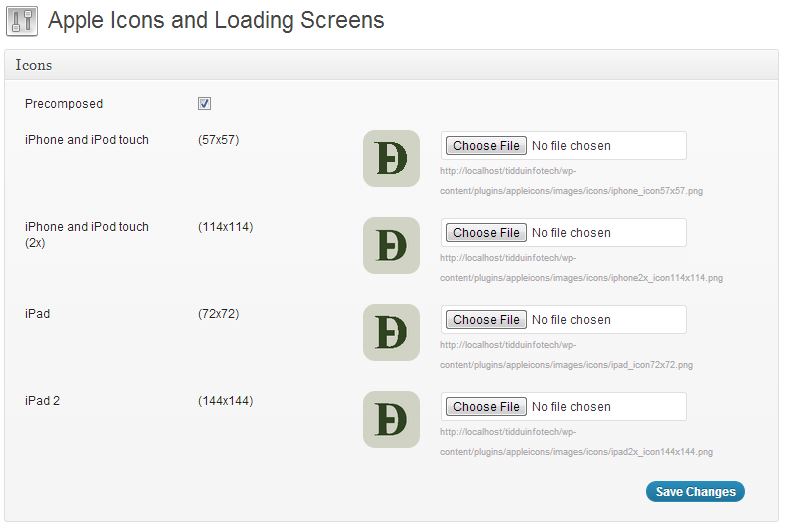 Apple Icons and Loading Screens
Icons
Precomposed
iPhone and iPod touch (57x57) Choose File No file chosen
http://localhost/tidduinfotech/wp-
content/plugins/appleicons/images/icons/iphone_icon57x57.png
iPhone and iPod touch (114x114) Choose File No file chosen
(2x)
http://localhost/tidduinfotech/wp-
content/plugins/appleicons/images/icons/iphone2x_icon114x114.png
iPad (72x72) Choose File No file chosen
http://localhost/tidduinfotech/wp-
content/plugins/appleicons/images/icons/ipad_icon72x72.png
iPad 2 (144x144) Choose File No file chosen
http://localhost/tidduinfotech/wp-
content/plugins/appleicons/images/icons/ipad2x_icon144x144.png
Save Changes